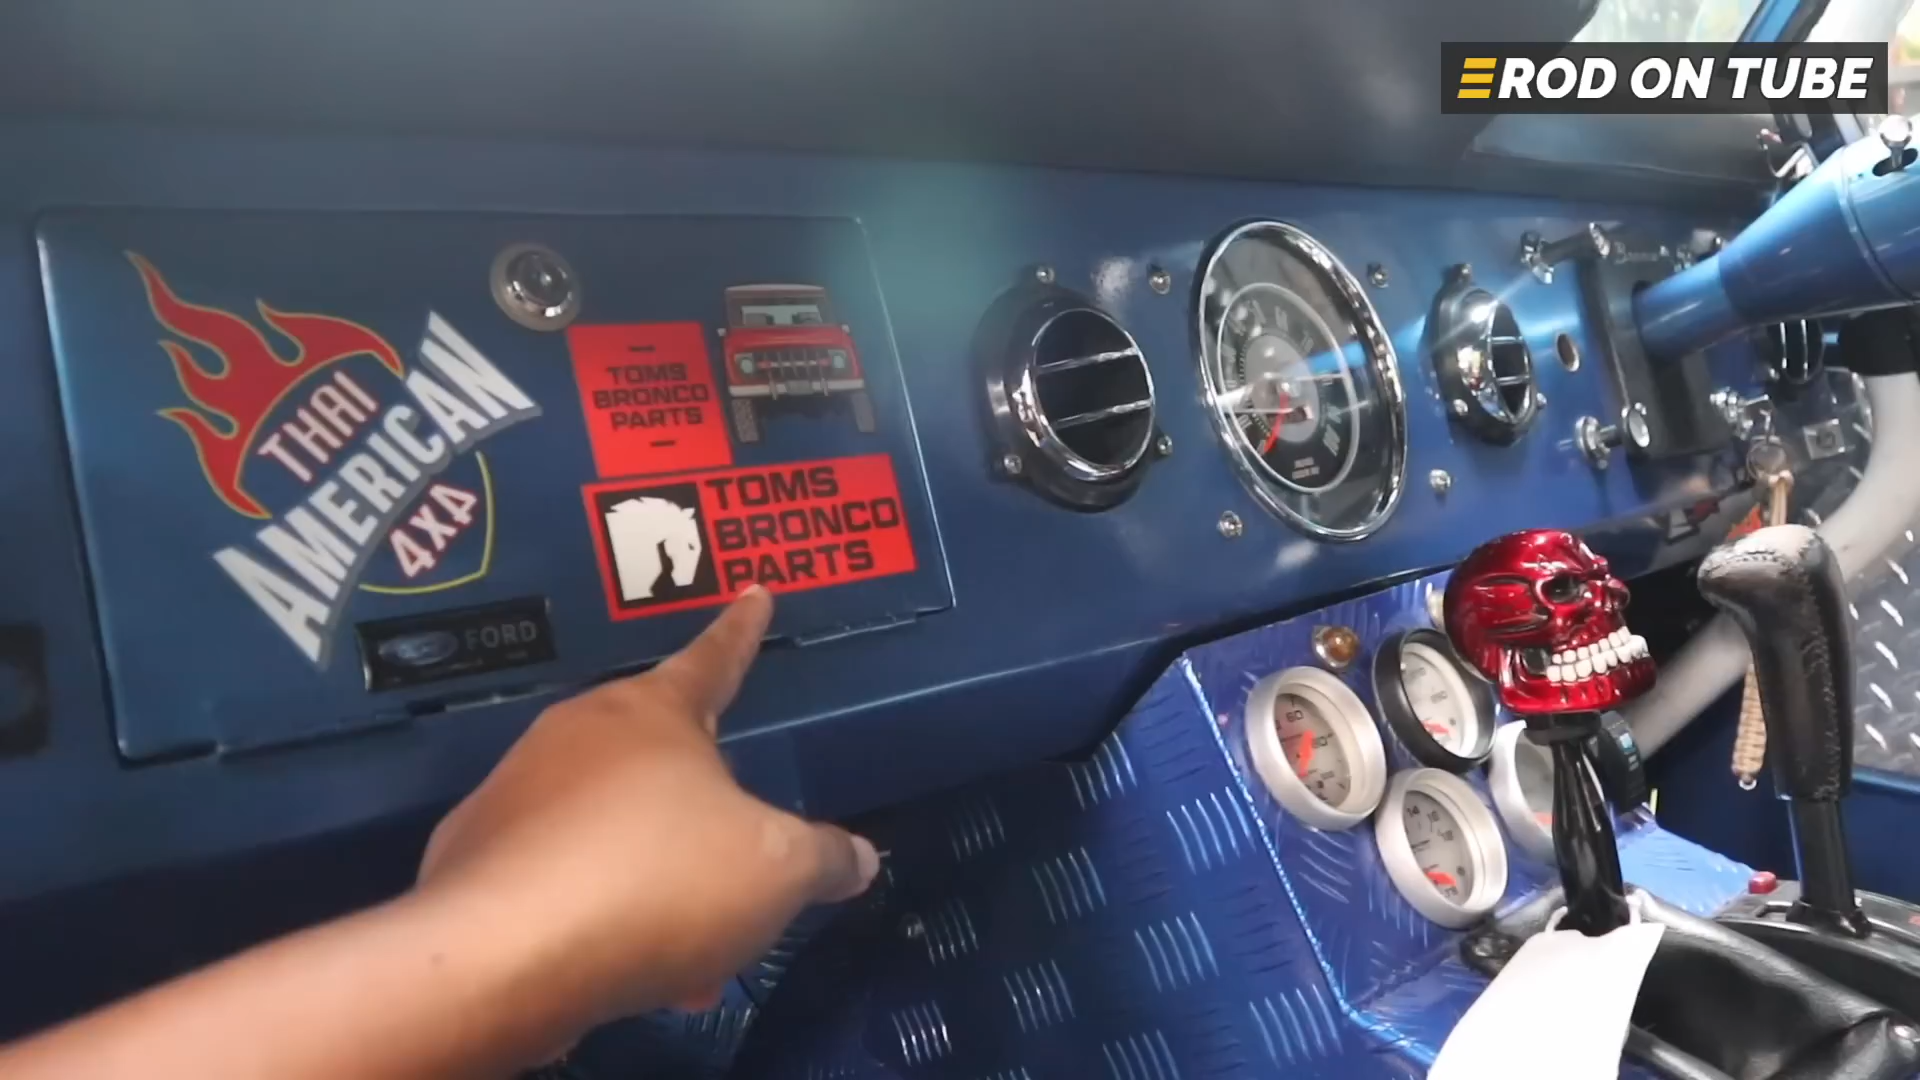 ROD ON TUBE
THAI
AMERICAN
4X4
TOMS
BRONCO
PARTS
TOMS
BRONCO
PARTS
FORD